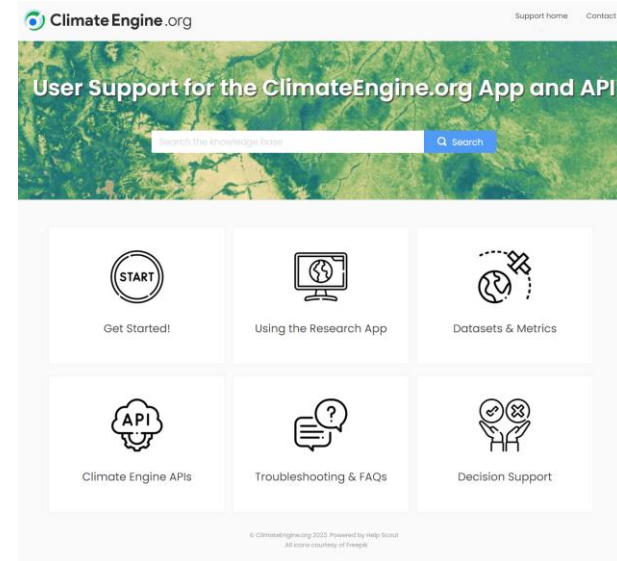 ClimateEngine.org
Support home Contact
User Support for the ClimateEngine.org App and API
Search the knowledge base
Search
START
Get Started!
Using the Research App
Datasets & Metrics
API
Climate Engine APIs
?
Troubleshooting & FAQs
Decision Support
© ClimateEngine.org 2023. Powered by Help Scout
All icons courtesy of Freepik